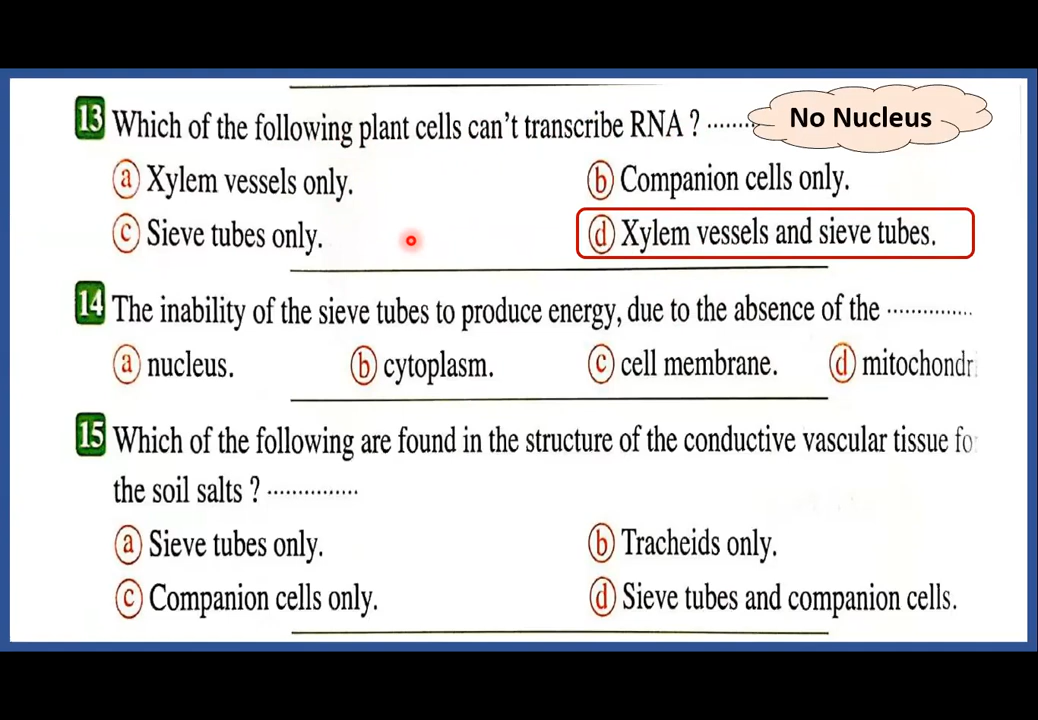 13 Which of the following plant cells can't transcribe RNA ? ........ No Nucleus
a Xylem vessels only. b Companion cells only.
c Sieve tubes only. d Xylem vessels and sieve tubes.
14 The inability of the sieve tubes to produce energy, due to the absence of the ...............
a nucleus. b cytoplasm. c cell membrane. d mitochondr
15 Which of the following are found in the structure of the conductive vascular tissue fo
the soil salts ? ...............
a Sieve tubes only. b Tracheids only.
c Companion cells only. d Sieve tubes and companion cells.